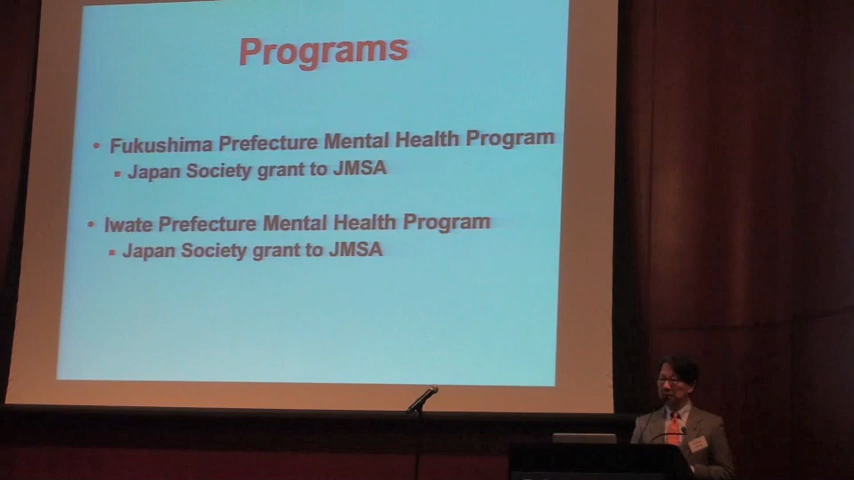 Programs
• Fukushima Prefecture Mental Health Program
▪ Japan Society grant to JMSA
• Iwate Prefecture Mental Health Program
▪ Japan Society grant to JMSA